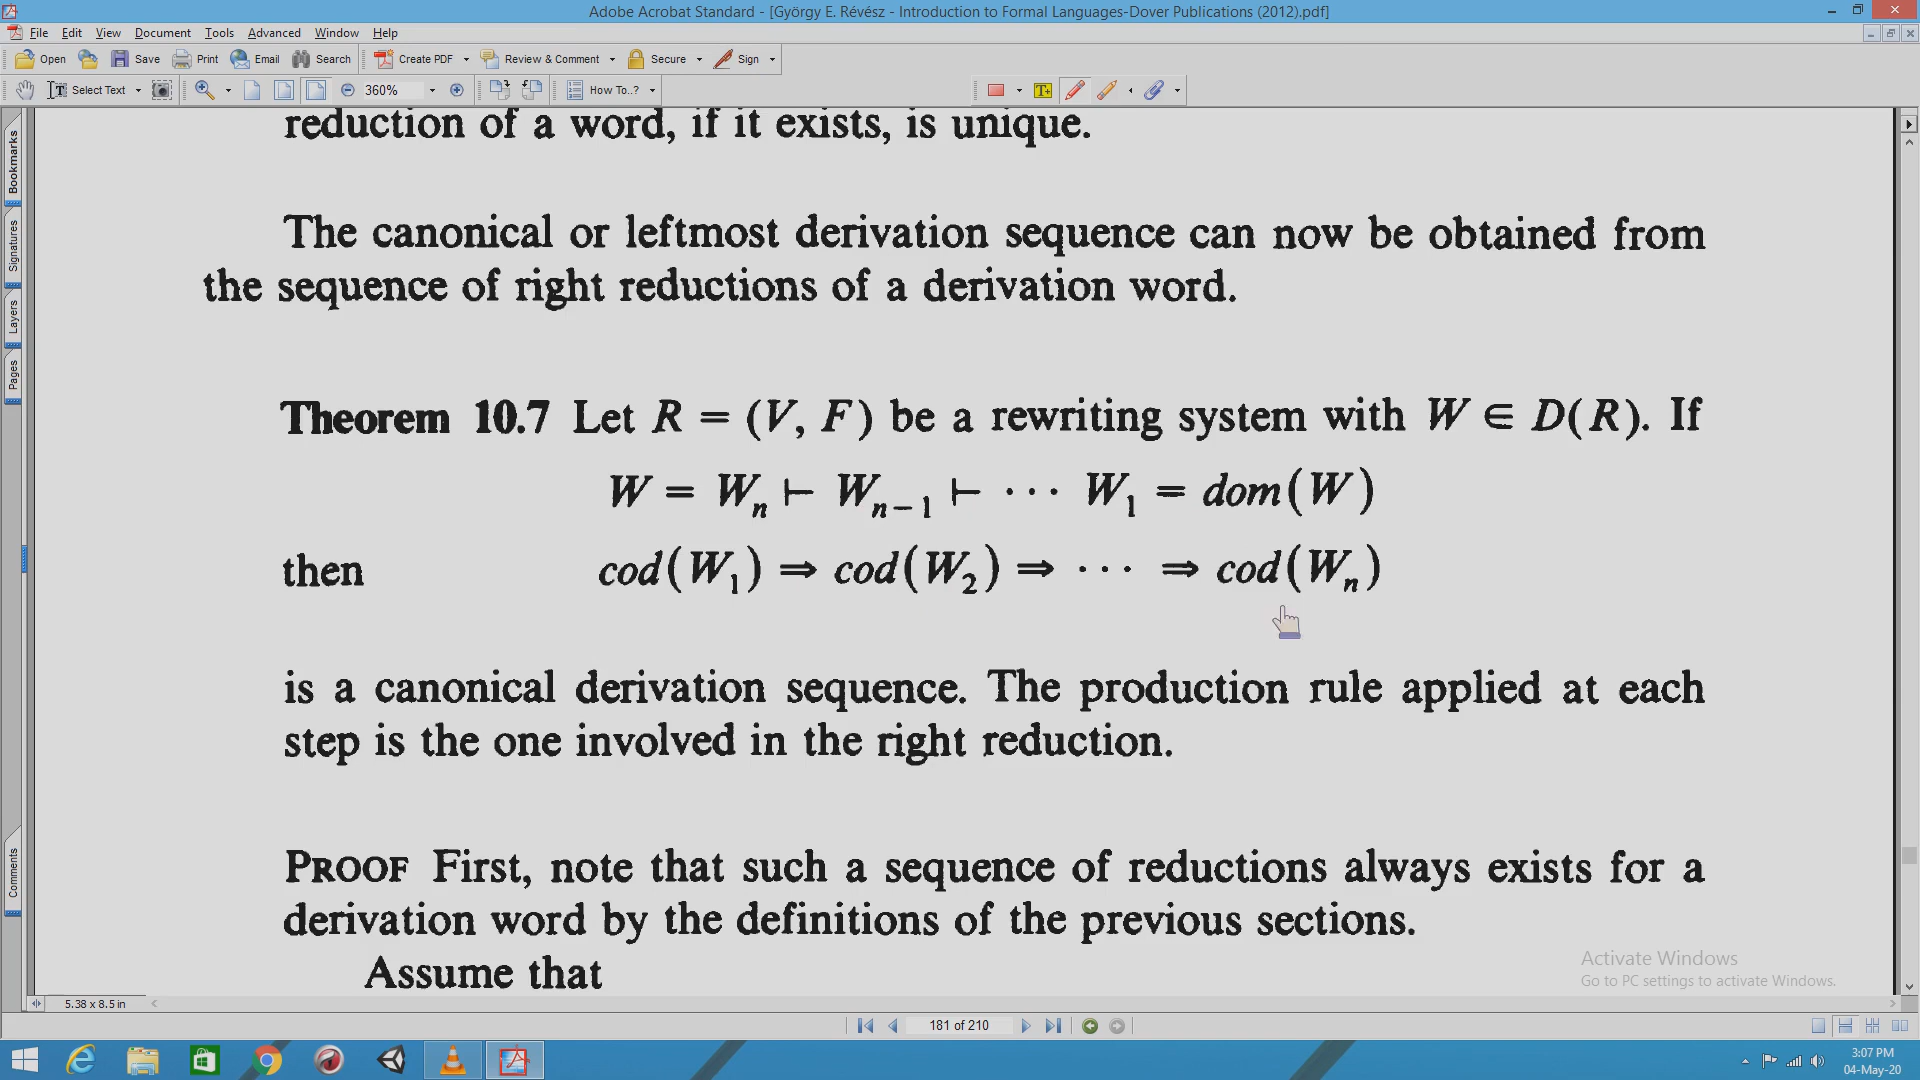 Adobe Acrobat Standard - [György E. Révész - Introduction to Formal Languages-Dover Publications (2012).pdf]
File Edit View Document Tools Advanced Window Help
Open Save Print Email Search Create PDF Review & Comment Secure Sign
Select Text 360% How To..?
Bookmarks
Signatures
Layers
Pages
Comments
reduction of a word, if it exists, is unique.
The canonical or leftmost derivation sequence can now be obtained from
the sequence of right reductions of a derivation word.
Theorem 10.7 Let R = (V, F) be a rewriting system with W ∈ D(R). If
W = Wₙ ⊢ Wₙ₋₁ ⊢ ··· W₁ = dom(W)
then cod(W₁) ⇒ cod(W₂) ⇒ ··· ⇒ cod(Wₙ)
is a canonical derivation sequence. The production rule applied at each
step is the one involved in the right reduction.
PROOF First, note that such a sequence of reductions always exists for a
derivation word by the definitions of the previous sections.
Assume that
Activate Windows
Go to PC settings to activate Windows.
5.38 x 8.5 in
181 of 210
3:07 PM
04-May-20